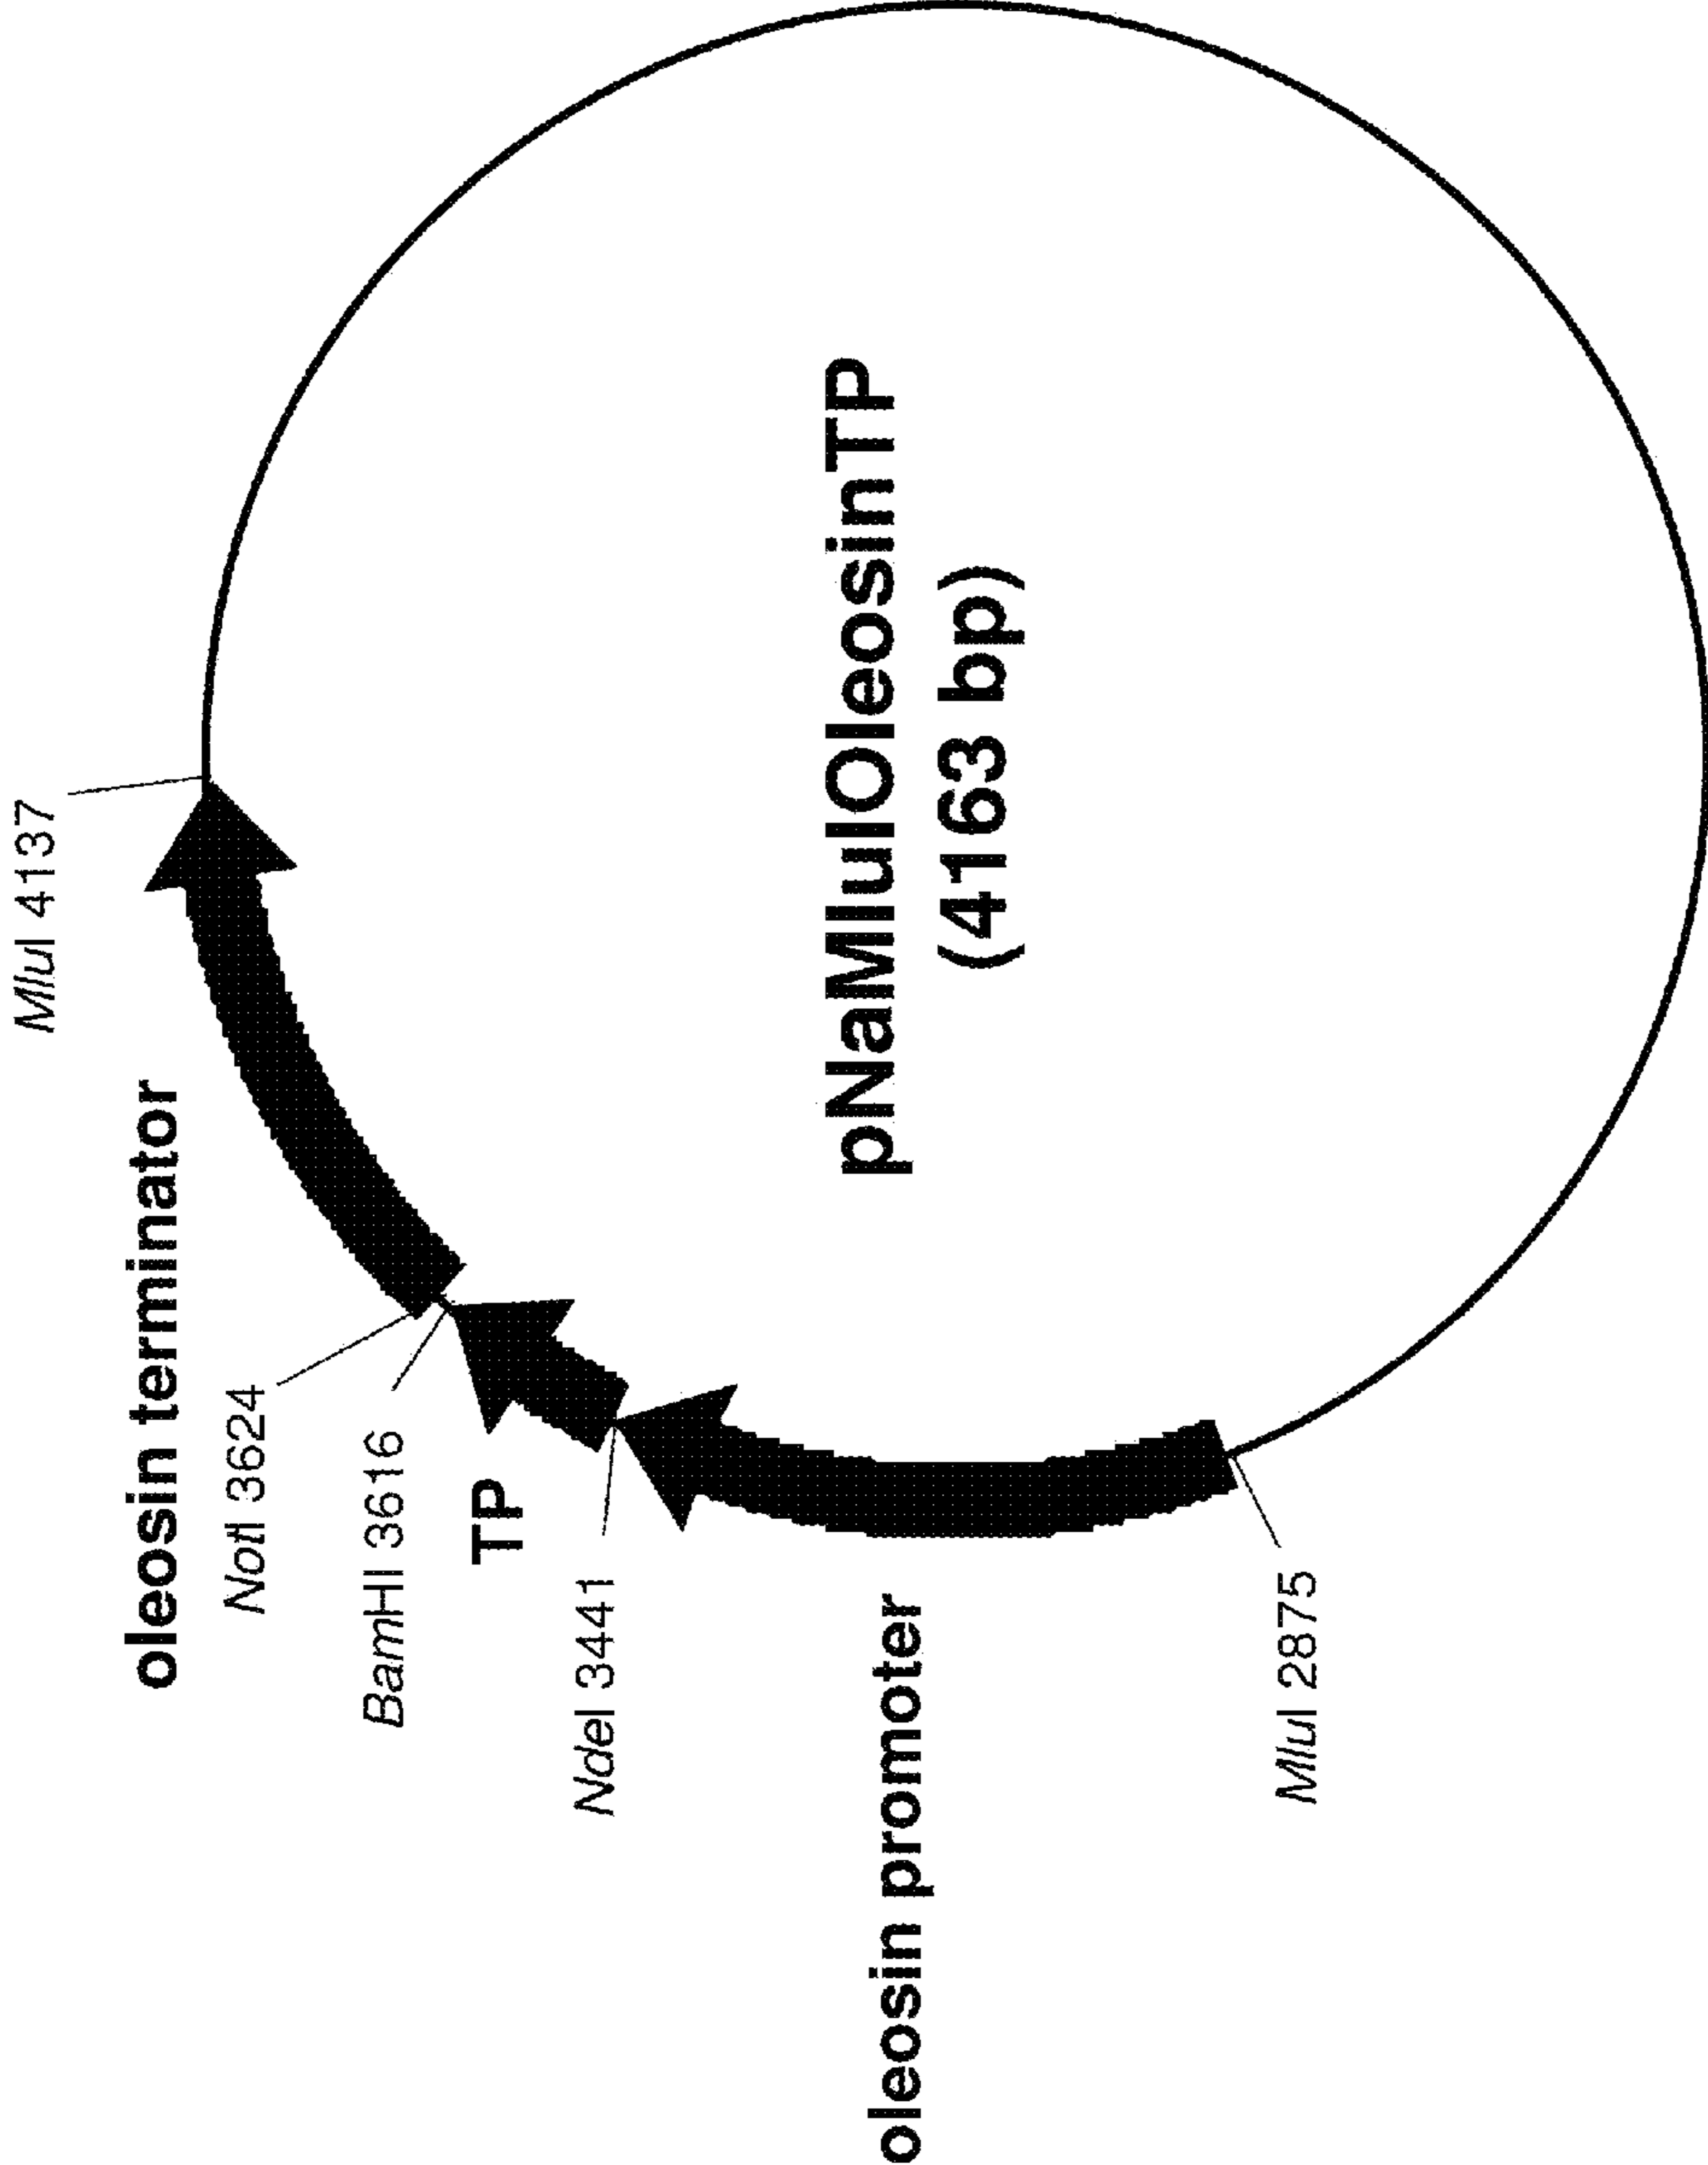 MluI 4137
oleosin terminator
NotI 3624
BamHI 3616
TP
NdeI 3441
pNaMluIOleosinTP
(4163 bp)
oleosin promoter
MluI 2875